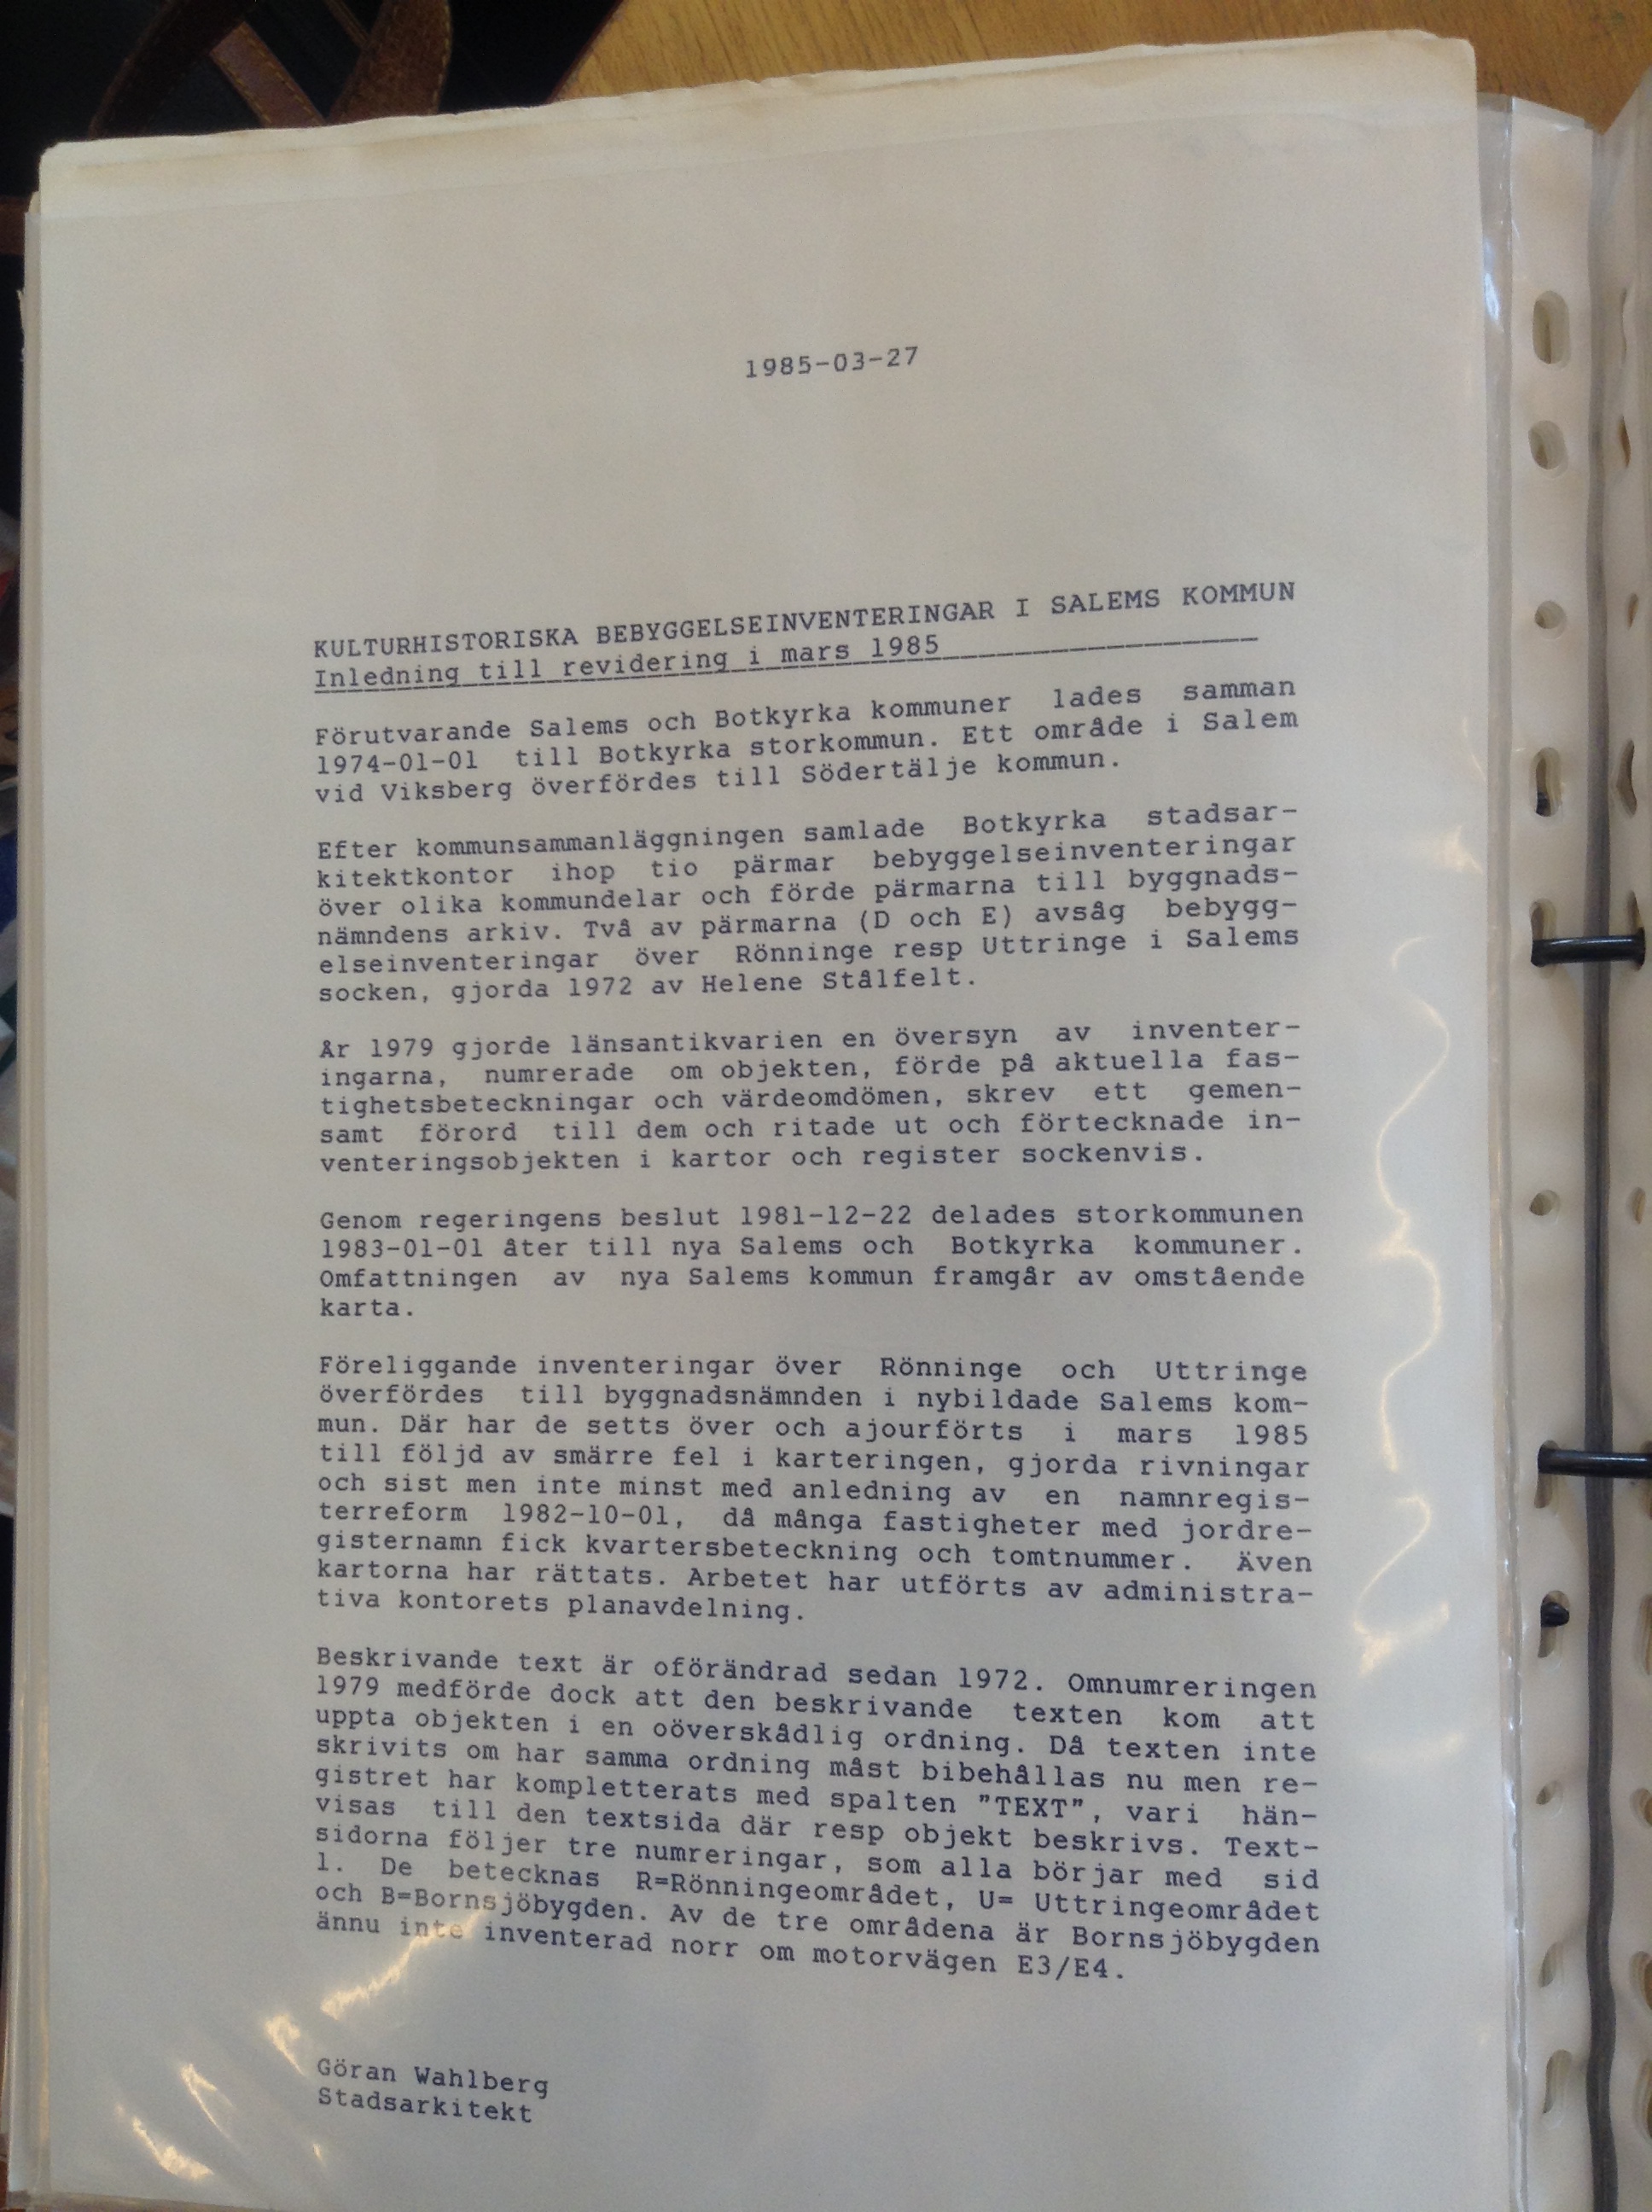 1985-03-27
KULTURHISTORISKA BEBYGGELSEINVENTERINGAR I SALEMS KOMMUN
Inledning till revidering i mars 1985
Förutvarande Salems och Botkyrka kommuner lades samman
1974-01-01 till Botkyrka storkommun. Ett område i Salem
vid Viksberg överfördes till Södertälje kommun.
Efter kommunsammanläggningen samlade Botkyrka stadsar-
kitektkontor ihop tio pärmar bebyggelseinventeringar
över olika kommundelar och förde pärmarna till byggnads-
nämndens arkiv. Två av pärmarna (D och E) avsåg bebygg-
elseinventeringar över Rönninge resp Uttringe i Salems
socken, gjorda 1972 av Helene Stålfelt.
År 1979 gjorde länsantikvarien en översyn av inventer-
ingarna, numrerade om objekten, förde på aktuella fas-
tighetsbeteckningar och värdeomdömen, skrev ett gemen-
samt förord till dem och ritade ut och förtecknade in-
venteringsobjekten i kartor och register sockenvis.
Genom regeringens beslut 1981-12-22 delades storkommunen
1983-01-01 åter till nya Salems och Botkyrka kommuner.
Omfattningen av nya Salems kommun framgår av omstående
karta.
Föreliggande inventeringar över Rönninge och Uttringe
överfördes till byggnadsnämnden i nybildade Salems kom-
mun. Där har de setts över och ajourförts i mars 1985
till följd av smärre fel i karteringen, gjorda rivningar
och sist men inte minst med anledning av en namnregis-
terreform 1982-10-01, då många fastigheter med jordre-
gisternamn fick kvartersbeteckning och tomtnummer. Även
kartorna har rättats. Arbetet har utförts av administra-
tiva kontorets planavdelning.
Beskrivande text är oförändrad sedan 1972. Omnumreringen
1979 medförde dock att den beskrivande texten kom att
uppta objekten i en oöverskådlig ordning. Då texten inte
skrivits om har samma ordning måst bibehållas nu men re-
gistret har kompletterats med spalten "TEXT", vari hän-
visas till den textsida där resp objekt beskrivs. Text-
sidorna följer tre numreringar, som alla börjar med sid
1. De betecknas R=Rönningeområdet, U= Uttringeområdet
och B=Bornsjöbygden. Av de tre områdena är Bornsjöbygden
ännu inte inventerad norr om motorvägen E3/E4.
Göran Wahlberg
Stadsarkitekt